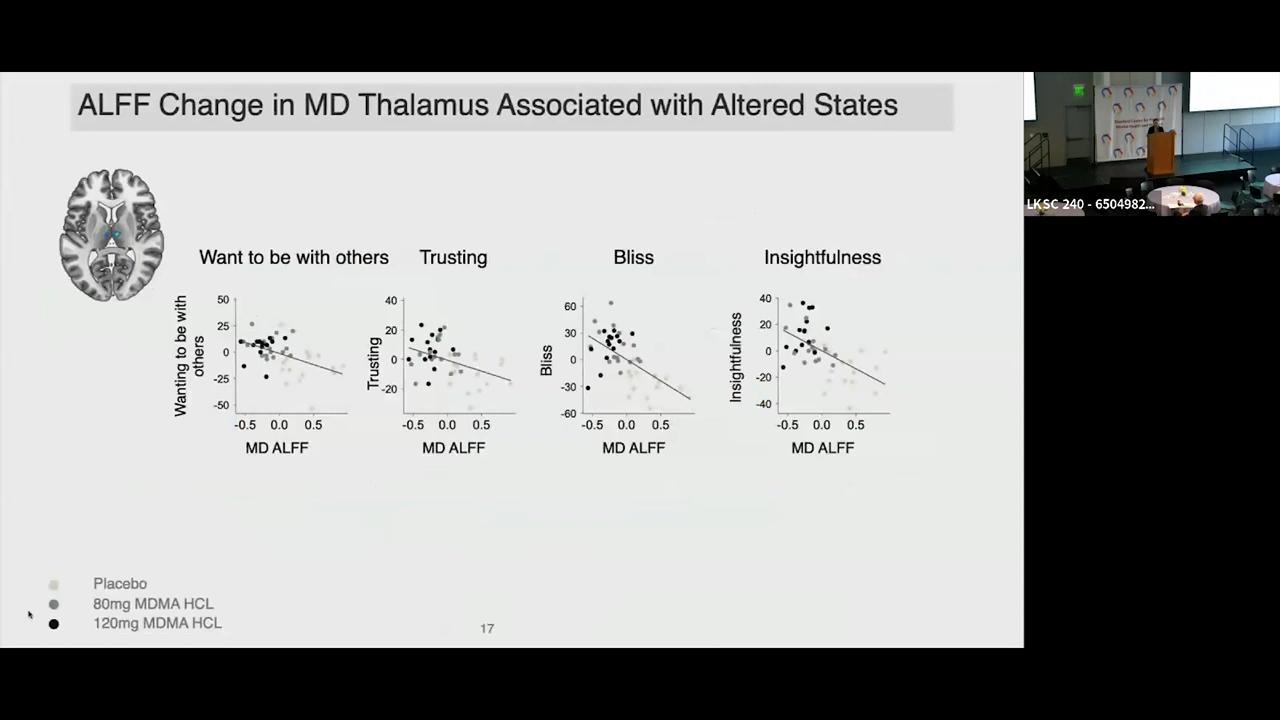 ALFF Change in MD Thalamus Associated with Altered States
LKSC 240 - 6504982...
Want to be with others
Trusting
Bliss
Insightfulness
Wanting to be with
others
50
25
0
-25
-50
-0.5 0.0 0.5
MD ALFF
Trusting
40
20
0
-20
-0.5 0.0 0.5
MD ALFF
Bliss
60
30
0
-30
-60
-0.5 0.0 0.5
MD ALFF
Insightfulness
40
20
0
-20
-40
-0.5 0.0 0.5
MD ALFF
Placebo
80mg MDMA HCL
120mg MDMA HCL
17